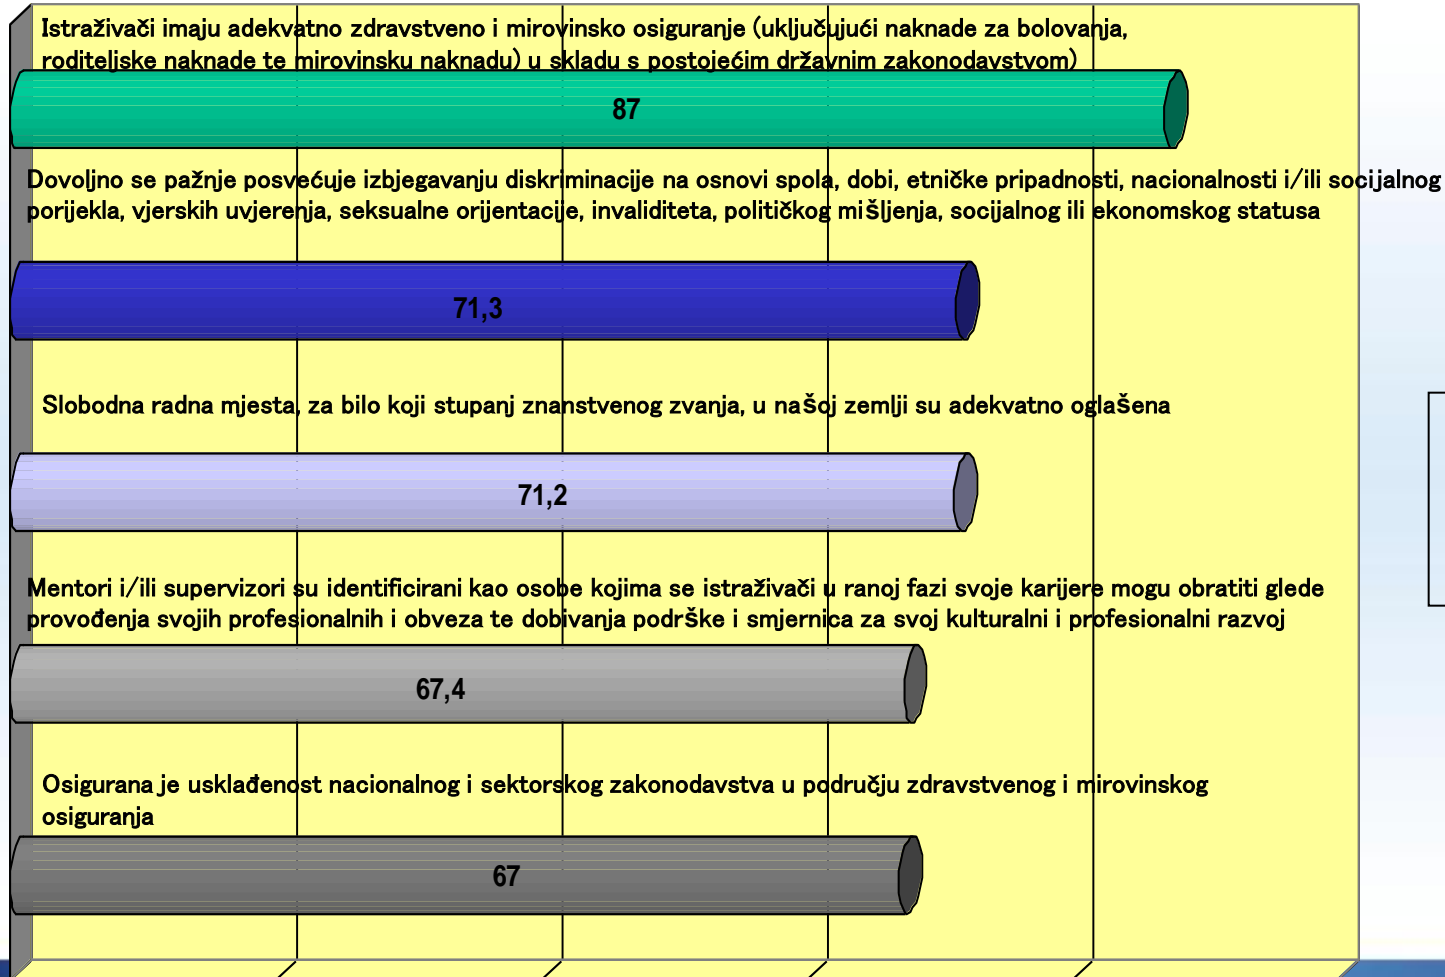 Istraživači imaju adekvatno zdravstveno i mirovinsko osiguranje (uključujući naknade za bolovanja,
roditeljske naknade te mirovinsku naknadu) u skladu s postojećim državnim zakonodavstvom)
87
Dovoljno se pažnje posvećuje izbjegavanju diskriminacije na osnovi spola, dobi, etničke pripadnosti, nacionalnosti i/ili socijalnog
porijekla, vjerskih uvjerenja, seksualne orijentacije, invaliditeta, političkog mišljenja, socijalnog ili ekonomskog statusa
71,3
Slobodna radna mjesta, za bilo koji stupanj znanstvenog zvanja, u našoj zemlji su adekvatno oglašena
71,2
Mentori i/ili supervizori su identificirani kao osobe kojima se istraživači u ranoj fazi svoje karijere mogu obratiti glede
provođenja svojih profesionalnih i obveza te dobivanja podrške i smjernica za svoj kulturalni i profesionalni razvoj
67,4
Osigurana je usklađenost nacionalnog i sektorskog zakonodavstva u području zdravstvenog i mirovinskog
osiguranja
67